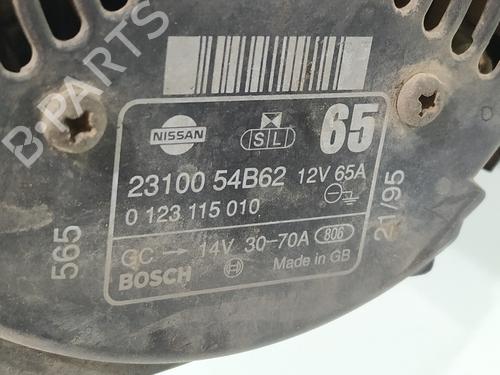 B-PARTS
NISSAN
S L
65
23100 54B62 12V 65A
0 123 115 010
GC → 14V 30-70A 806
BOSCH
Made in GB
565
21/95